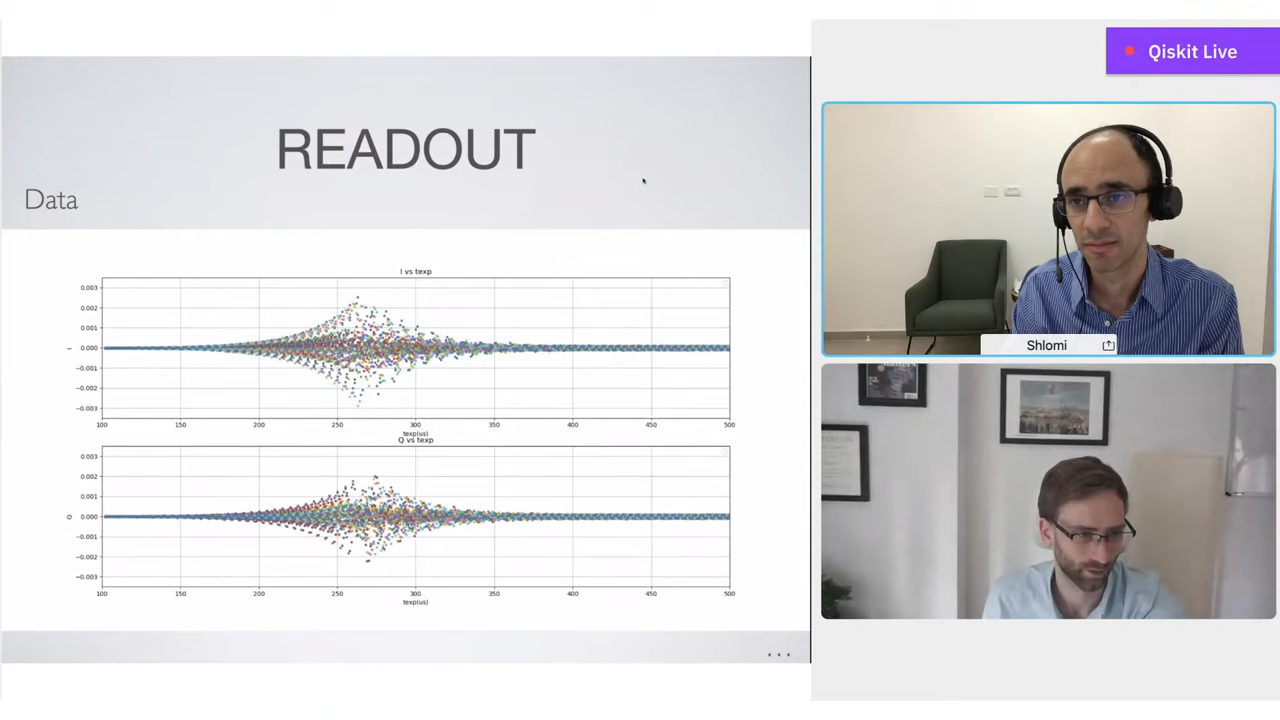 Qiskit Live
READOUT
Data
I vs texp
0.003
0.002
0.001
0.000
−0.001
−0.002
−0.003
I
100 150 200 250 300 350 400 450 500
texp(us)
Q vs texp
0.003
0.002
0.001
0.000
−0.001
−0.002
−0.003
Q
100 150 200 250 300 350 400 450 500
texp(us)
...
Shlomi